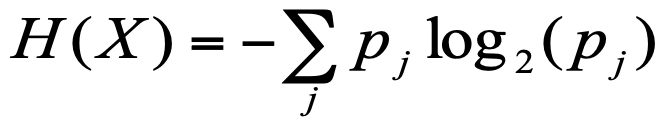 H(X) = −∑_j p_j log_2(p_j)